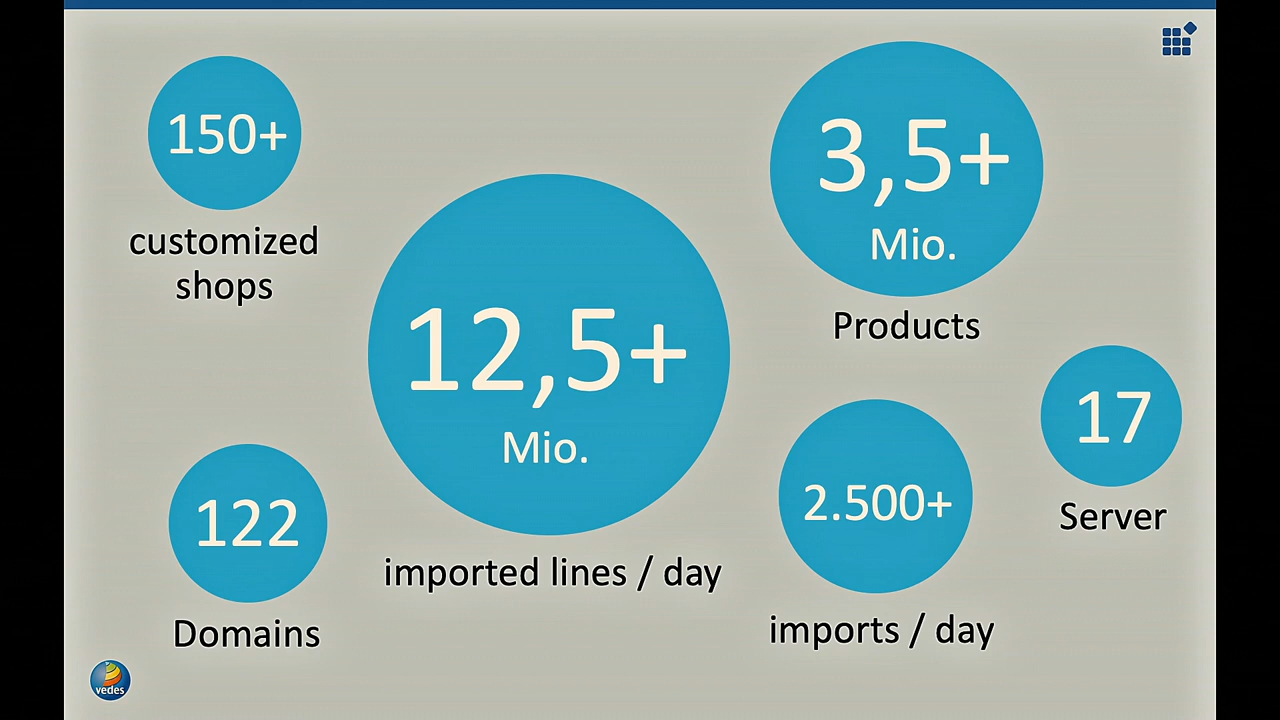 150+
customized
shops
12,5+
Mio.
imported lines / day
3,5+
Mio.
Products
17
Server
122
Domains
2.500+
imports / day
vedes